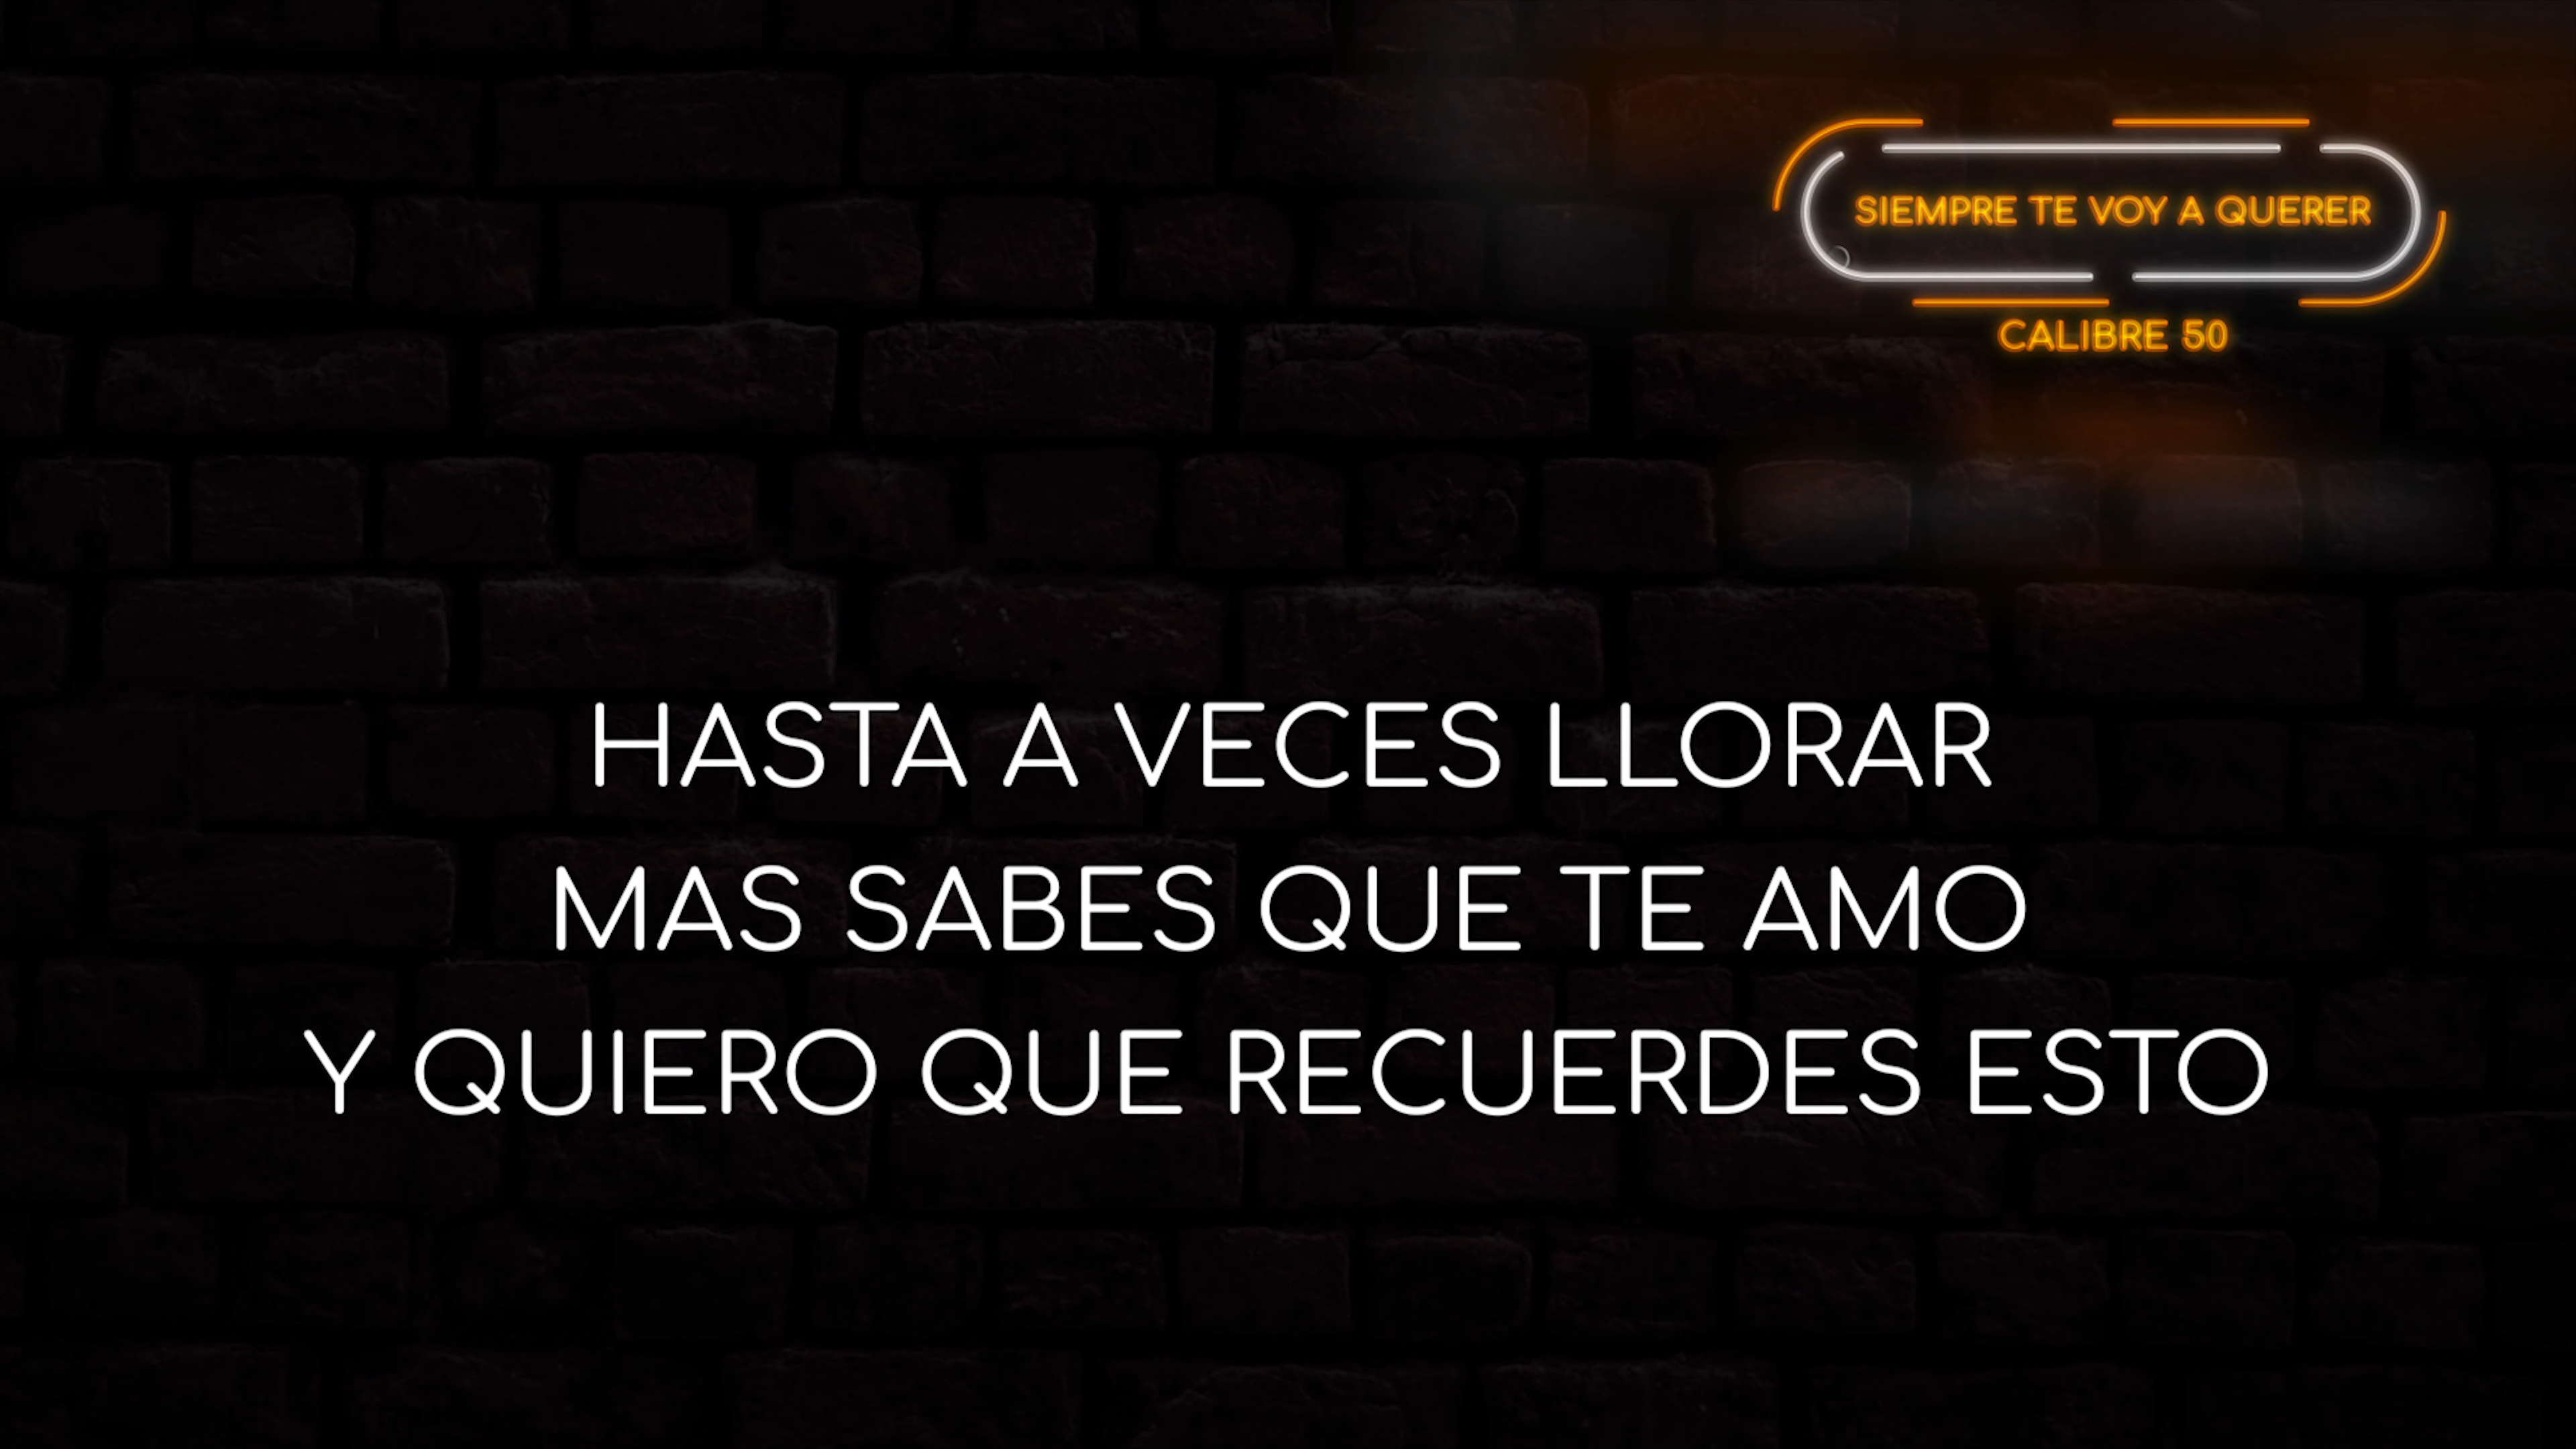 SIEMPRE TE VOY A QUERER
CALIBRE 50
HASTA A VECES LLORAR
MAS SABES QUE TE AMO
Y QUIERO QUE RECUERDES ESTO